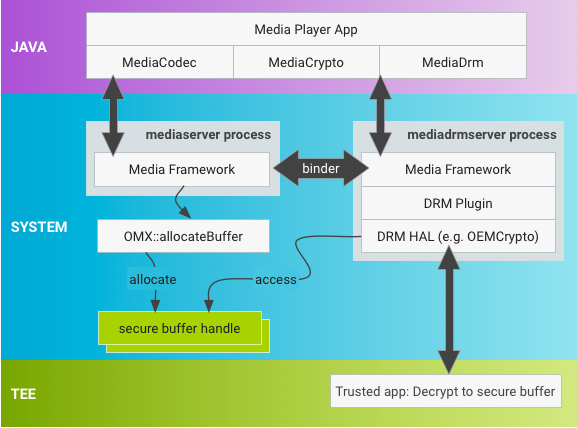 JAVA
Media Player App
MediaCodec
MediaCrypto
MediaDrm
SYSTEM
mediaserver process
Media Framework
binder
mediadrmserver process
Media Framework
DRM Plugin
DRM HAL (e.g. OEMCrypto)
OMX::allocateBuffer
allocate
access
secure buffer handle
TEE
Trusted app: Decrypt to secure buffer